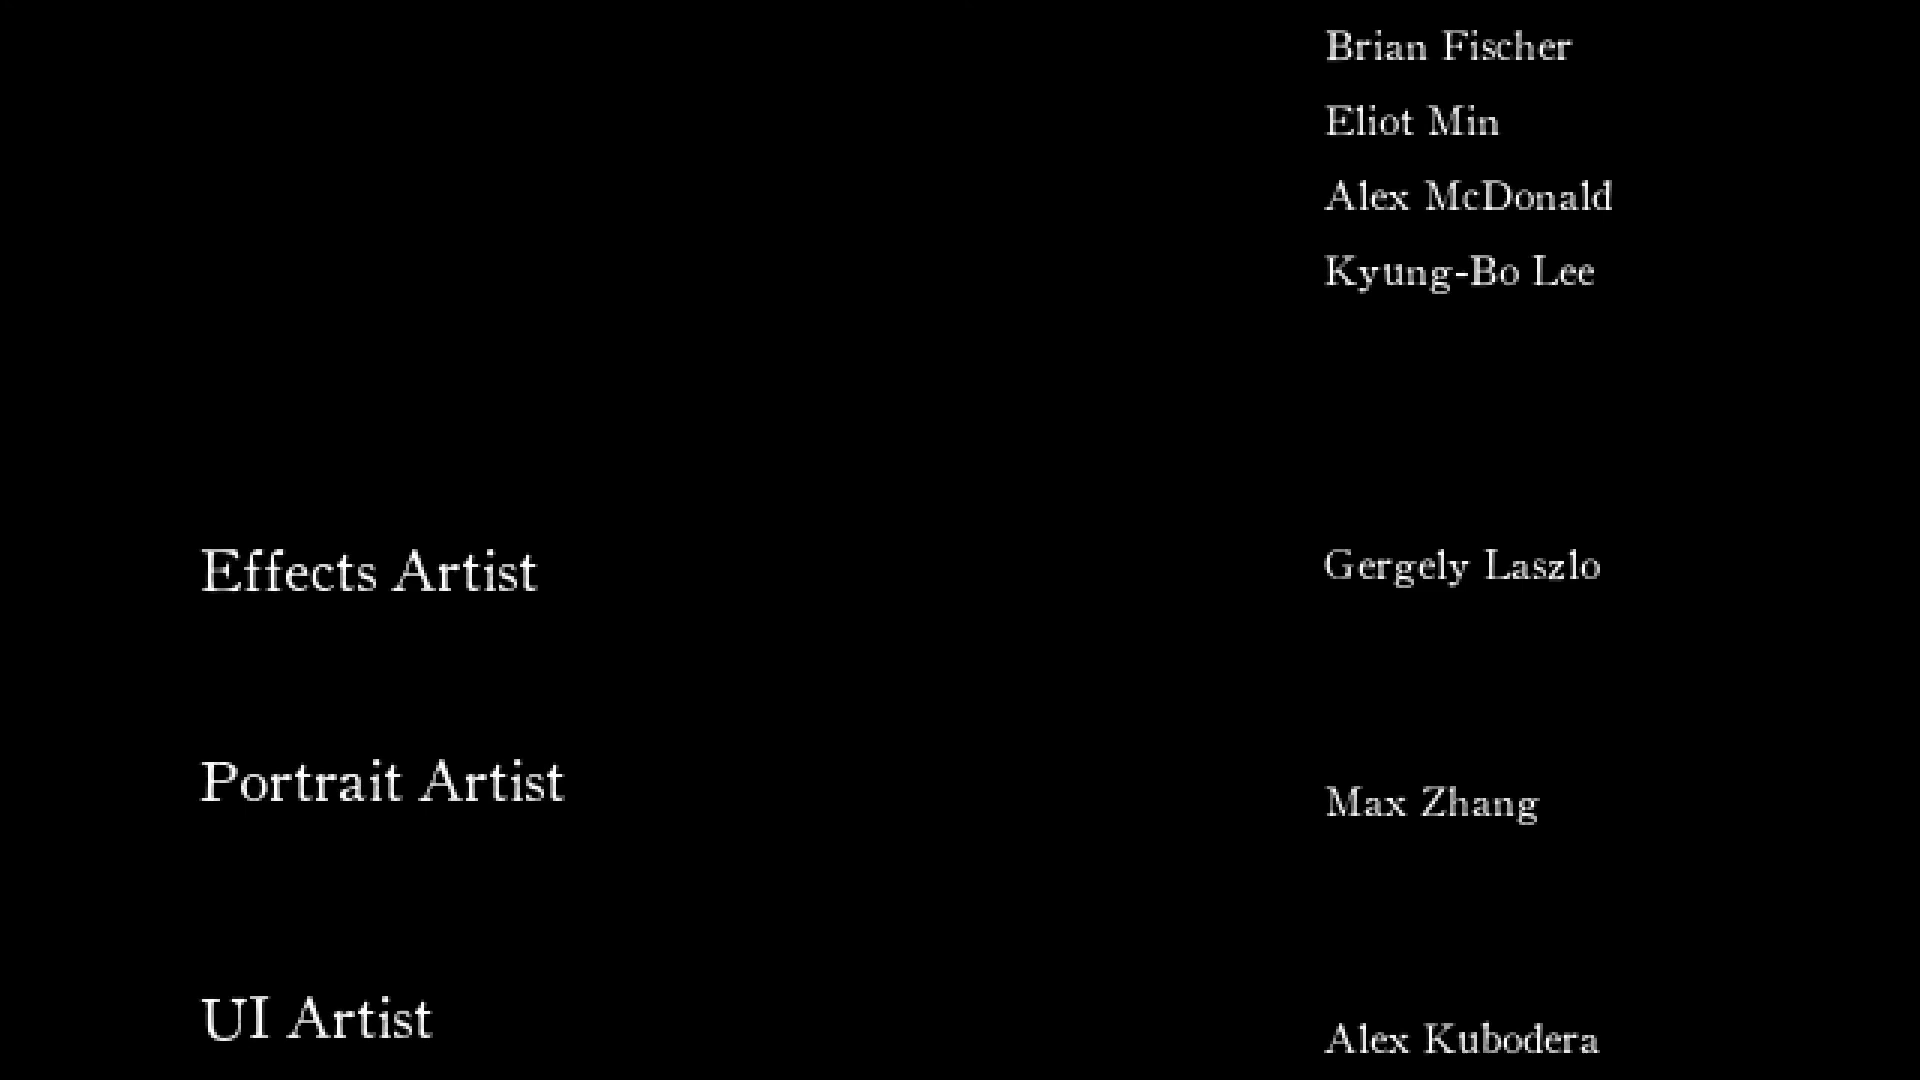 Brian Fischer
Eliot Min
Alex McDonald
Kyung-Bo Lee
Effects Artist
Gergely Laszlo
Portrait Artist
Max Zhang
UI Artist
Alex Kubodera